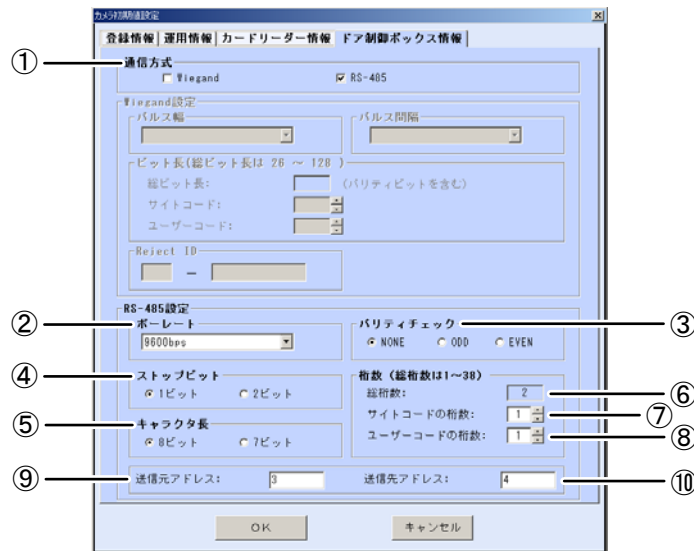 カメラ初期値設定
登録情報 運用情報 カードリーダー情報 ドア制御ボックス情報
① 通信方式
Wiegand RS-485
Wiegand設定
パルス幅 パルス間隔
ビット長(総ビット長は 26 ～ 128 )
総ビット長: (パリティビットを含む)
サイトコード:
ユーザーコード:
Reject ID
－
RS-485設定
② ボーレート パリティチェック ③
9600bps NONE ODD EVEN
④ ストップビット 桁数 (総桁数は1～38)
1ビット 2ビット 総桁数: 2 ⑥
サイトコードの桁数: 1 ⑦
⑤ キャラクタ長 ユーザーコードの桁数: 1 ⑧
8ビット 7ビット
⑨ 送信元アドレス: 3 送信先アドレス: 4 ⑩
OK キャンセル